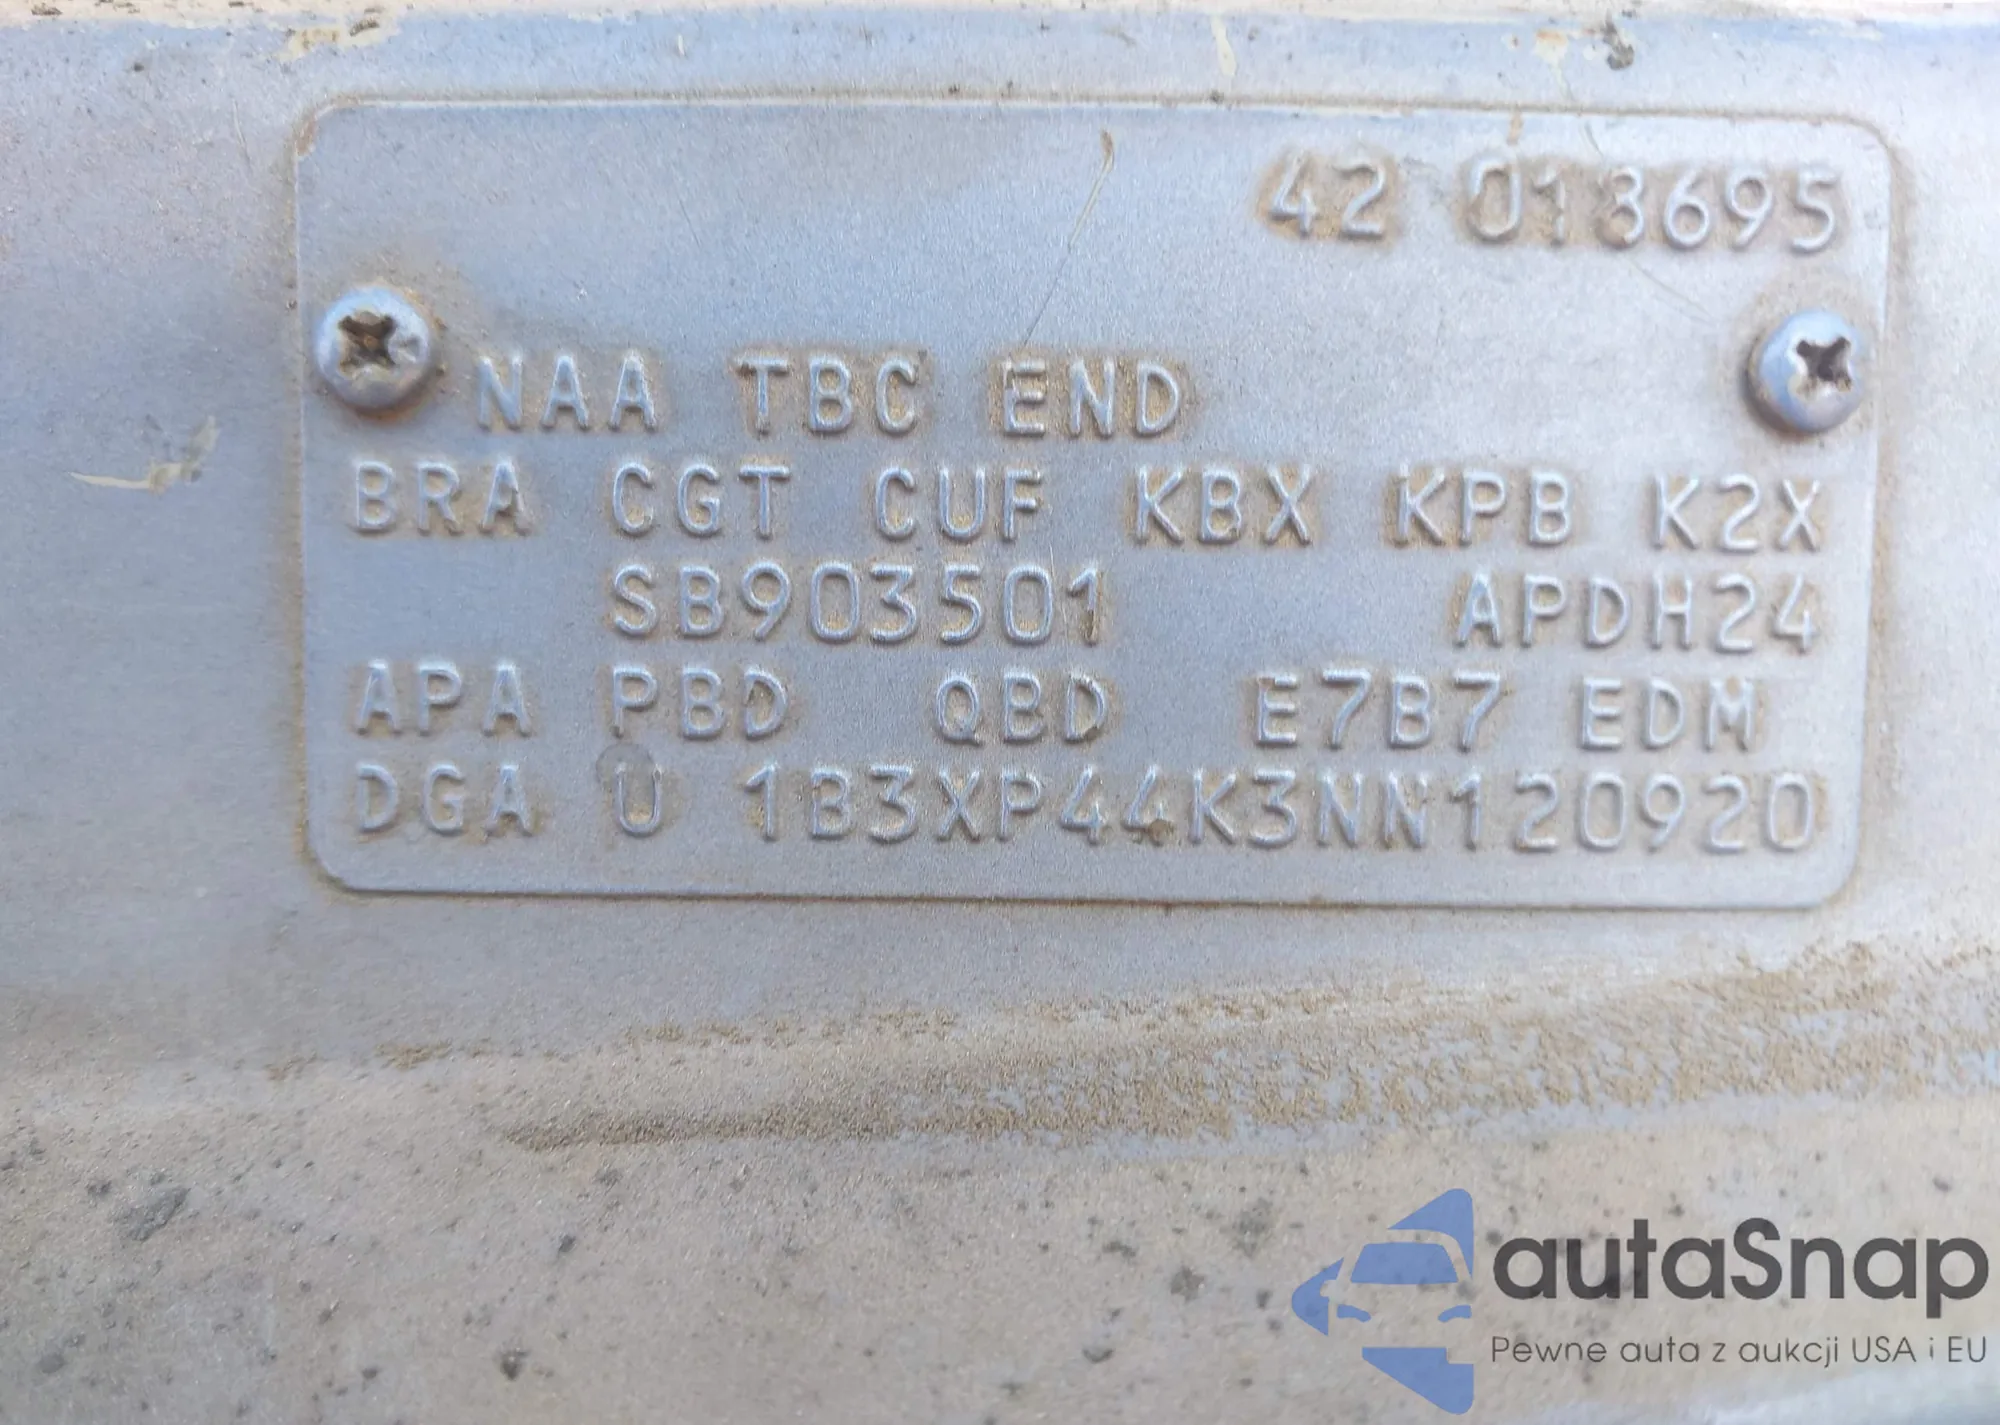 42 018695
NAA TBC END
BRA CGT CUF KBX KPB K2X
SB903501 APDH24
APA PBD QBD E7B7 EDM
DGA U 1B3XP44K3NN120920
autaSnap
Pewne auta z aukcji USA i EU